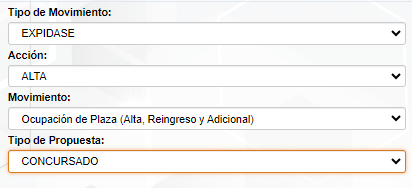 Tipo de Movimiento:
EXPIDASE
Acción:
ALTA
Movimiento:
Ocupación de Plaza (Alta, Reingreso y Adicional)
Tipo de Propuesta:
CONCURSADO